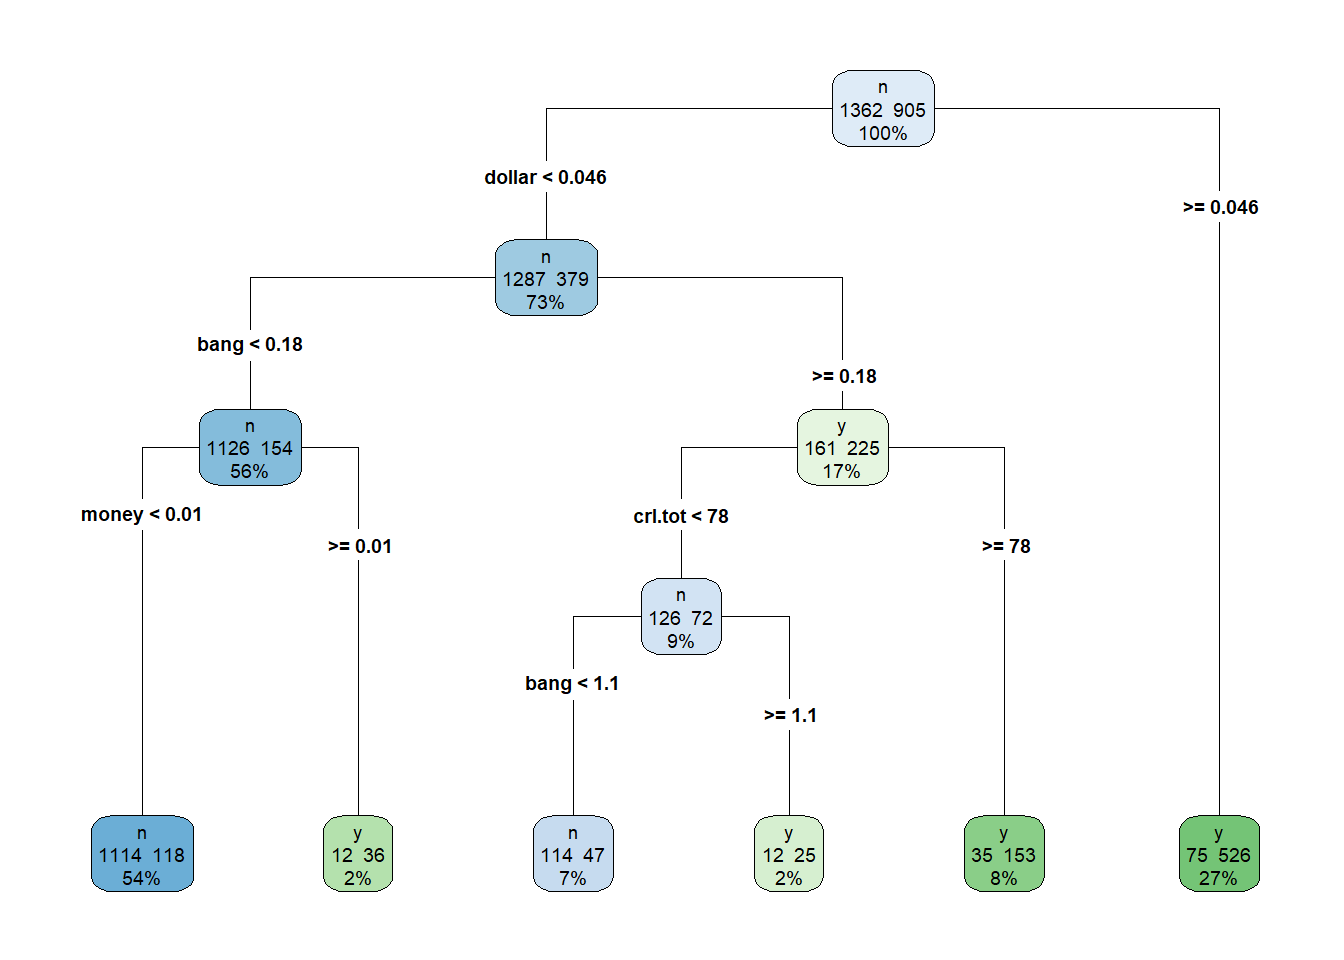 n
1362 905
100%
dollar < 0.046
>= 0.046
n
1287 379
73%
bang < 0.18
>= 0.18
n
1126 154
56%
y
161 225
17%
money < 0.01
>= 0.01
crl.tot < 78
>= 78
n
126 72
9%
bang < 1.1
>= 1.1
n
1114 118
54%
y
12 36
2%
n
114 47
7%
y
12 25
2%
y
35 153
8%
y
75 526
27%